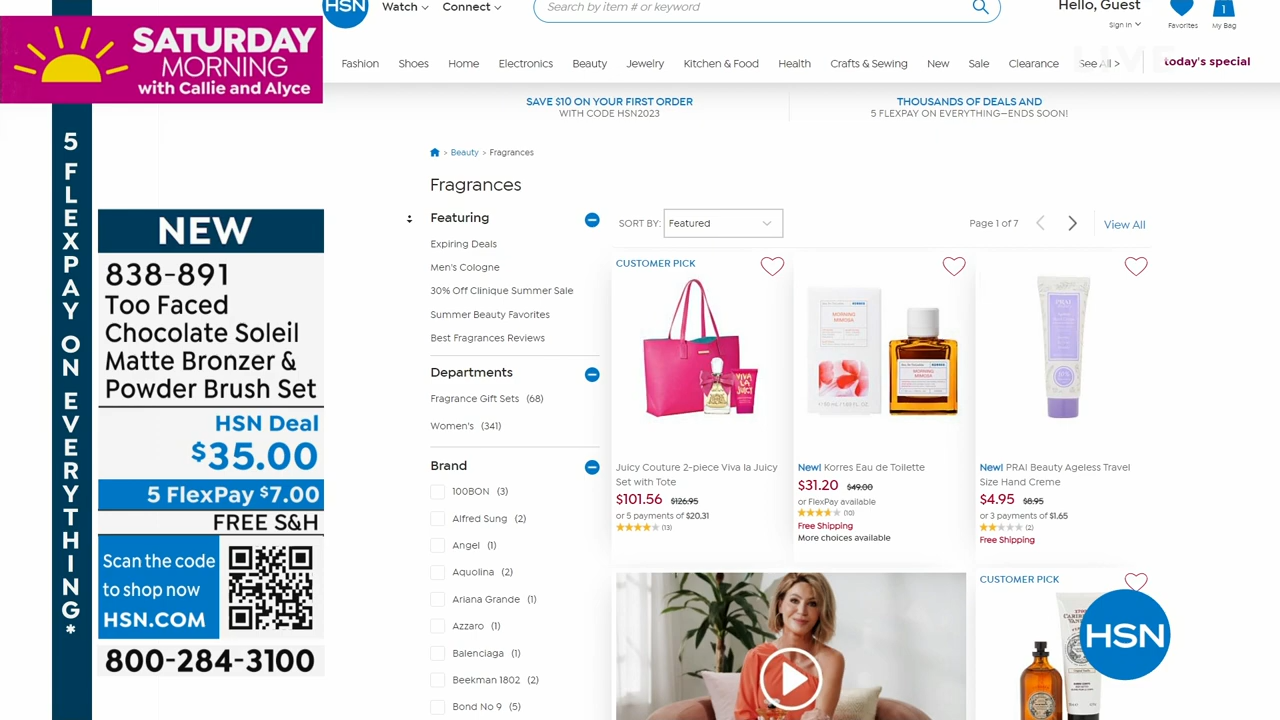 SATURDAY
MORNING
with Callie and Alyce
5 FLEXPAY ON EVERYTHING*
NEW
838-891
Too Faced
Chocolate Soleil
Matte Bronzer &
Powder Brush Set
HSN Deal
$35.00
5 FlexPay $7.00
FREE S&H
Scan the code
to shop now
HSN.COM
800-284-3100
HSN
Watch
Connect
Search by item # or keyword
Hello, Guest
Sign In
Favorites
1
My Bag
LIVE
Fashion Shoes Home Electronics Beauty Jewelry Kitchen & Food Health Crafts & Sewing New Sale Clearance See All > today's special
SAVE $10 ON YOUR FIRST ORDER
WITH CODE HSN2023
THOUSANDS OF DEALS AND
5 FLEXPAY ON EVERYTHING—ENDS SOON!
> Beauty > Fragrances
Fragrances
Featuring
Expiring Deals
Men's Cologne
30% Off Clinique Summer Sale
Summer Beauty Favorites
Best Fragrances Reviews
Departments
Fragrance Gift Sets (68)
Women's (341)
Brand
100BON (3)
Alfred Sung (2)
Angel (1)
Aquolina (2)
Ariana Grande (1)
Azzaro (1)
Balenciaga (1)
Beekman 1802 (2)
Bond No 9 (5)
SORT BY: Featured
Page 1 of 7
View All
CUSTOMER PICK
VIVA LA JUICY
Juicy Couture 2-piece Viva la Juicy
Set with Tote
$101.56 $126.95
or 5 payments of $20.31
(13)
KORRES
MORNING
MIMOSA
New! Korres Eau de Toilette
$31.20 $49.00
or FlexPay available
(10)
Free Shipping
More choices available
PRAI
New! PRAI Beauty Ageless Travel
Size Hand Creme
$4.95 $8.95
or 3 payments of $1.65
(2)
Free Shipping
CUSTOMER PICK
HSN